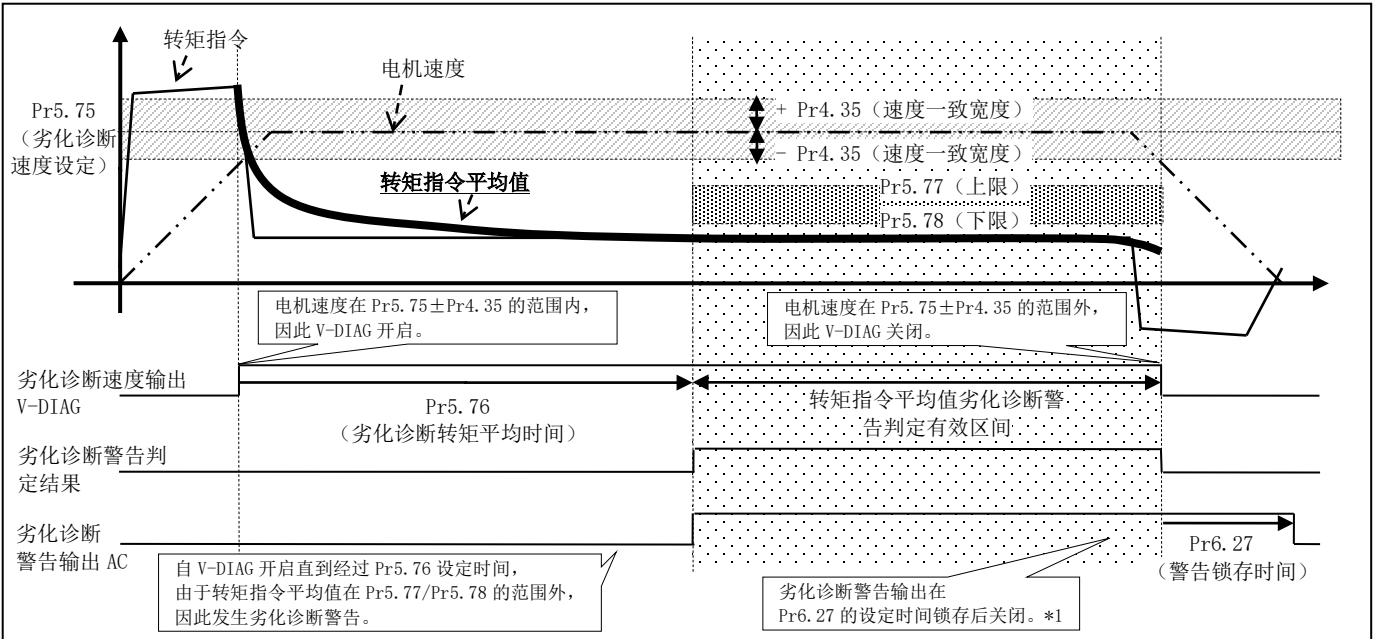 转矩指令
电机速度
Pr5.75
（劣化诊断
速度设定）
+ Pr4.35（速度一致宽度）
- Pr4.35（速度一致宽度）
转矩指令平均值
Pr5.77（上限）
Pr5.78（下限）
电机速度在 Pr5.75±Pr4.35 的范围内，
因此 V-DIAG 开启。
电机速度在 Pr5.75±Pr4.35 的范围外，
因此 V-DIAG 关闭。
劣化诊断速度输出
V-DIAG
Pr5.76
（劣化诊断转矩平均时间）
转矩指令平均值劣化诊断警
告判定有效区间
劣化诊断警告判
定结果
劣化诊断
警告输出 AC
Pr6.27
（警告锁存时间）
自 V-DIAG 开启直到经过 Pr5.76 设定时间，
由于转矩指令平均值在 Pr5.77/Pr5.78 的范围外，
因此发生劣化诊断警告。
劣化诊断警告输出在
Pr6.27 的设定时间锁存后关闭。*1